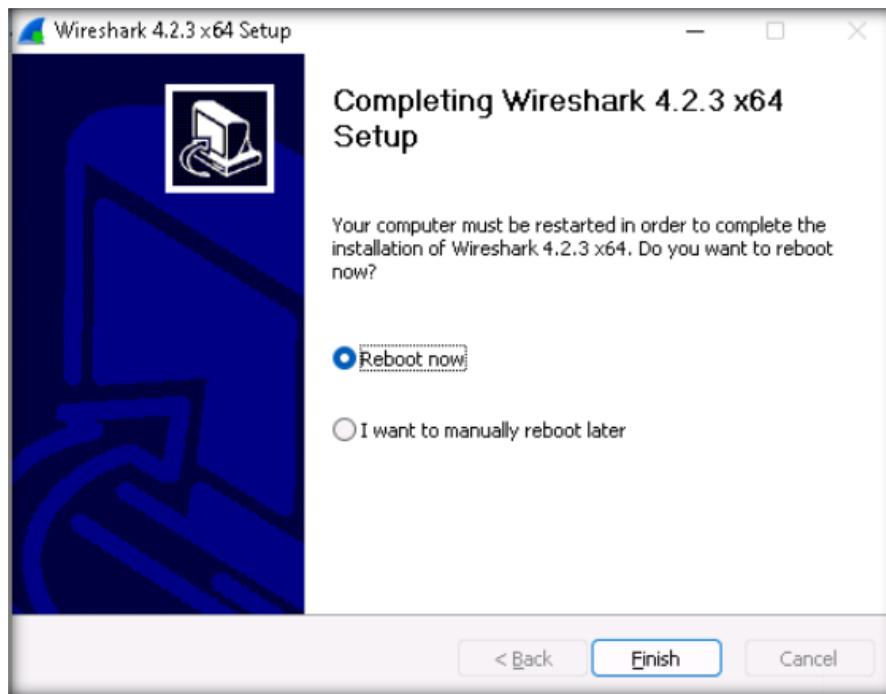 Wireshark 4.2.3 x64 Setup
Completing Wireshark 4.2.3 x64
Setup
Your computer must be restarted in order to complete the
installation of Wireshark 4.2.3 x64. Do you want to reboot
now?
Reboot now
I want to manually reboot later
< Back
Finish
Cancel